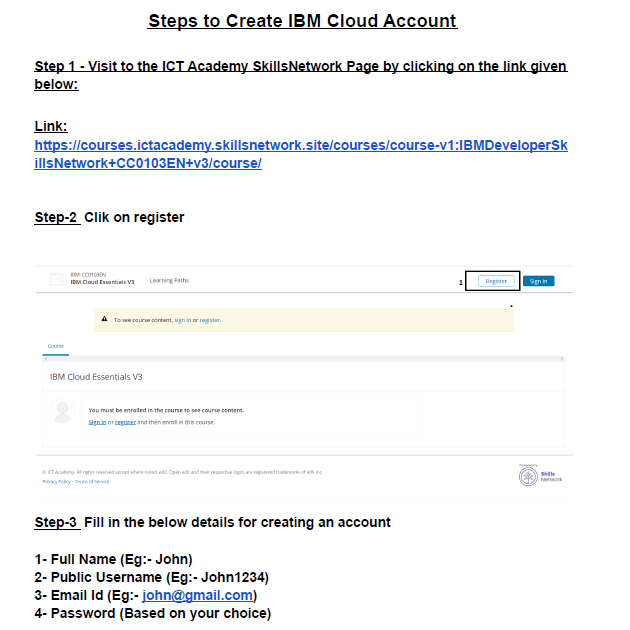 Steps to Create IBM Cloud Account
Step 1 - Visit to the ICT Academy SkillsNetwork Page by clicking on the link given
below:
Link:
https://courses.ictacademy.skillsnetwork.site/courses/course-v1:IBMDeveloperSk
illsNetwork+CC0103EN+v3/course/
Step-2 Clik on register
IBM: CC0103EN
IBM Cloud Essentials V3 Learning Paths
1 Register Sign in
To see course content, sign in or register.
Course
IBM Cloud Essentials V3
You must be enrolled in the course to see course content.
Sign in or register and then enroll in this course.
© ICT Academy. All rights reserved except where noted. edX, Open edX and their respective logos are registered trademarks of edX Inc.
Privacy Policy - Terms of Service
Powered by
Skills
Network
Step-3 Fill in the below details for creating an account
1- Full Name (Eg:- John)
2- Public Username (Eg:- John1234)
3- Email Id (Eg:- john@gmail.com)
4- Password (Based on your choice)